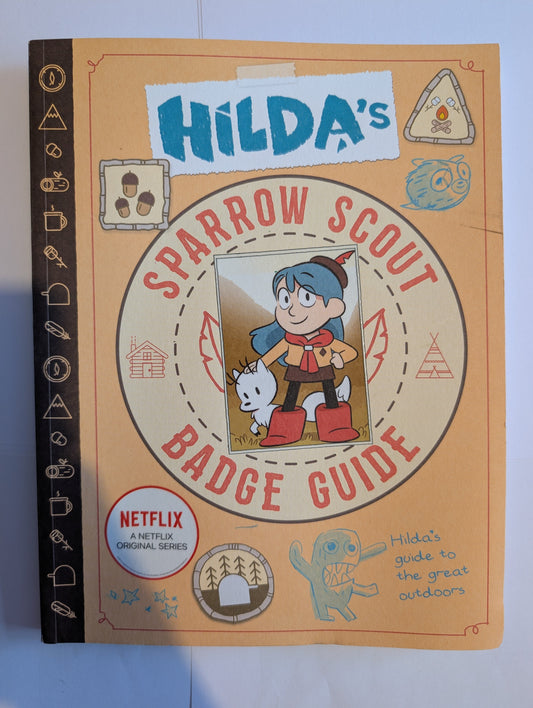 HILDA's
SPARROW SCOUT
BADGE GUIDE
NETFLIX
A NETFLIX
ORIGINAL SERIES
Hilda's
guide to
the great
outdoors